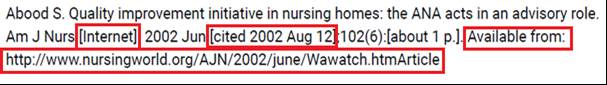 Abood S. Quality improvement initiative in nursing homes: the ANA acts in an advisory role.
Am J Nurs [Internet]. 2002 Jun [cited 2002 Aug 12];102(6):[about 1 p.]. Available from:
http://www.nursingworld.org/AJN/2002/june/Wawatch.htmArticle